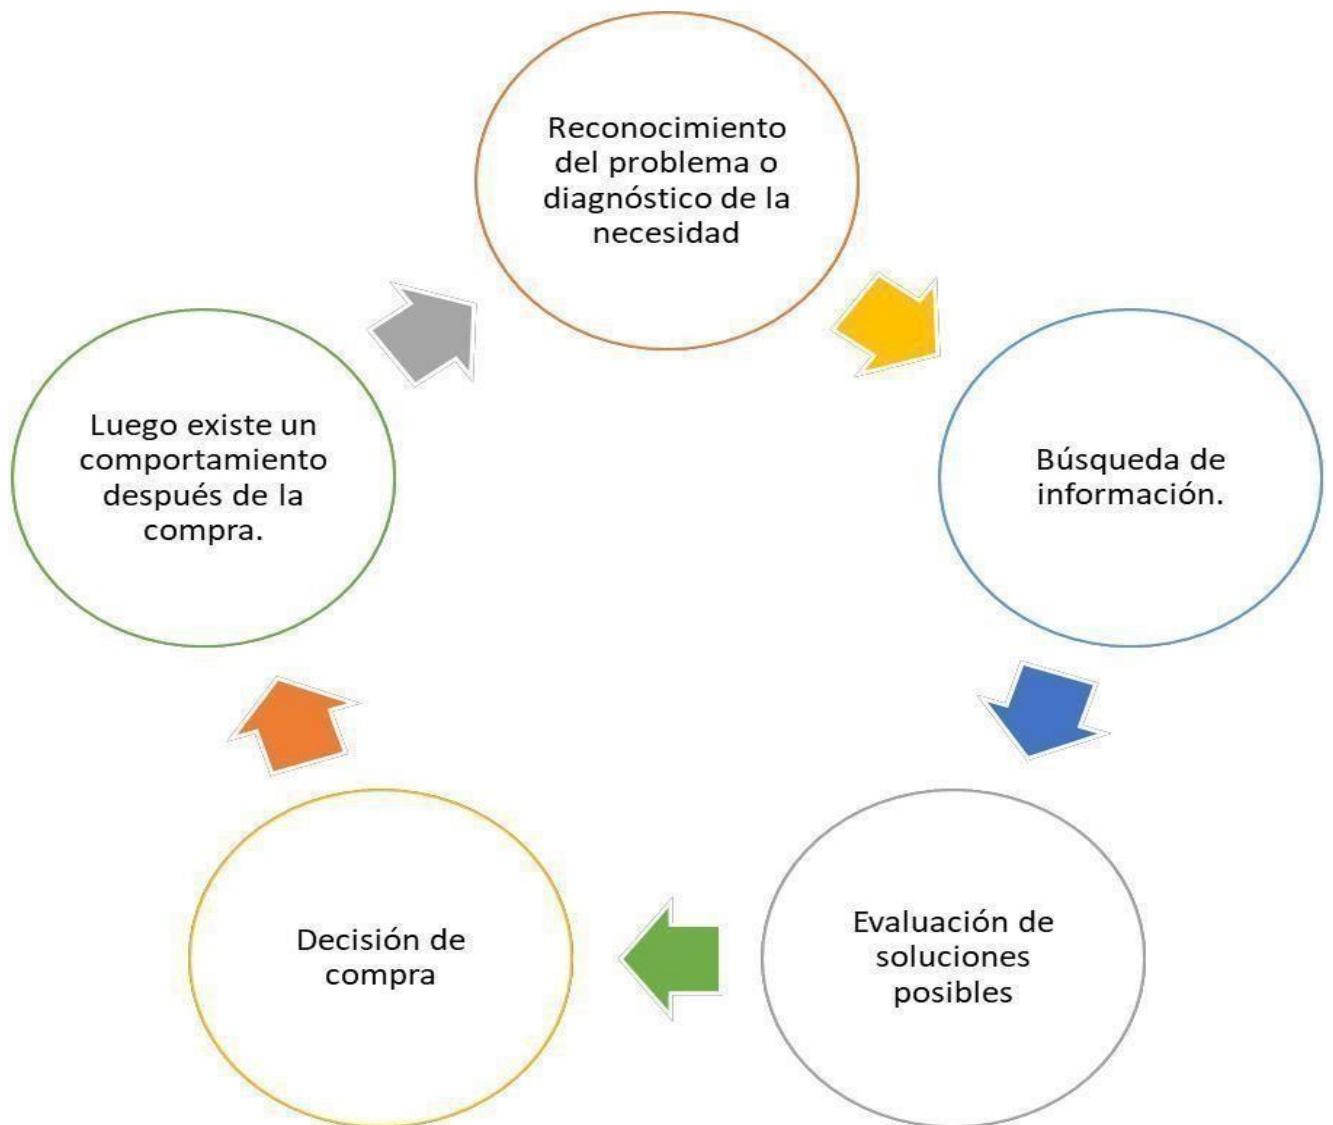 Reconocimiento
del problema o
diagnóstico de la
necesidad
Búsqueda de
información.
Evaluación de
soluciones
posibles
Decisión de
compra
Luego existe un
comportamiento
después de la
compra.